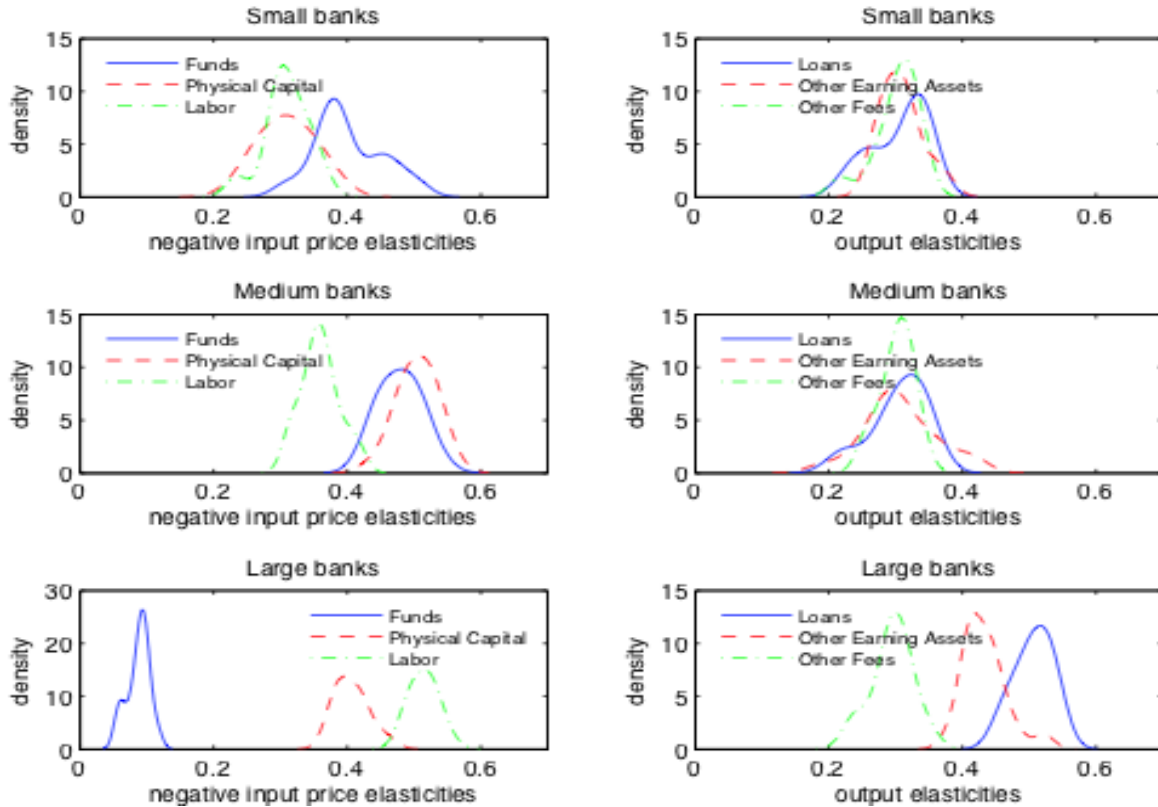 Small banks
15
10
5
0
density
Funds
Physical Capital
Labor
0 0.2 0.4 0.6
negative input price elasticities
Small banks
15
10
5
0
density
Loans
Other Earning Assets
Other Fees
0 0.2 0.4 0.6
output elasticities
Medium banks
15
10
5
0
density
Funds
Physical Capital
Labor
0 0.2 0.4 0.6
negative input price elasticities
Medium banks
15
10
5
0
density
Loans
Other Earning Assets
Other Fees
0 0.2 0.4 0.6
output elasticities
Large banks
30
20
10
0
density
Funds
Physical Capital
Labor
0 0.2 0.4 0.6
negative input price elasticities
Large banks
15
10
5
0
density
Loans
Other Earning Assets
Other Fees
0 0.2 0.4 0.6
output elasticities